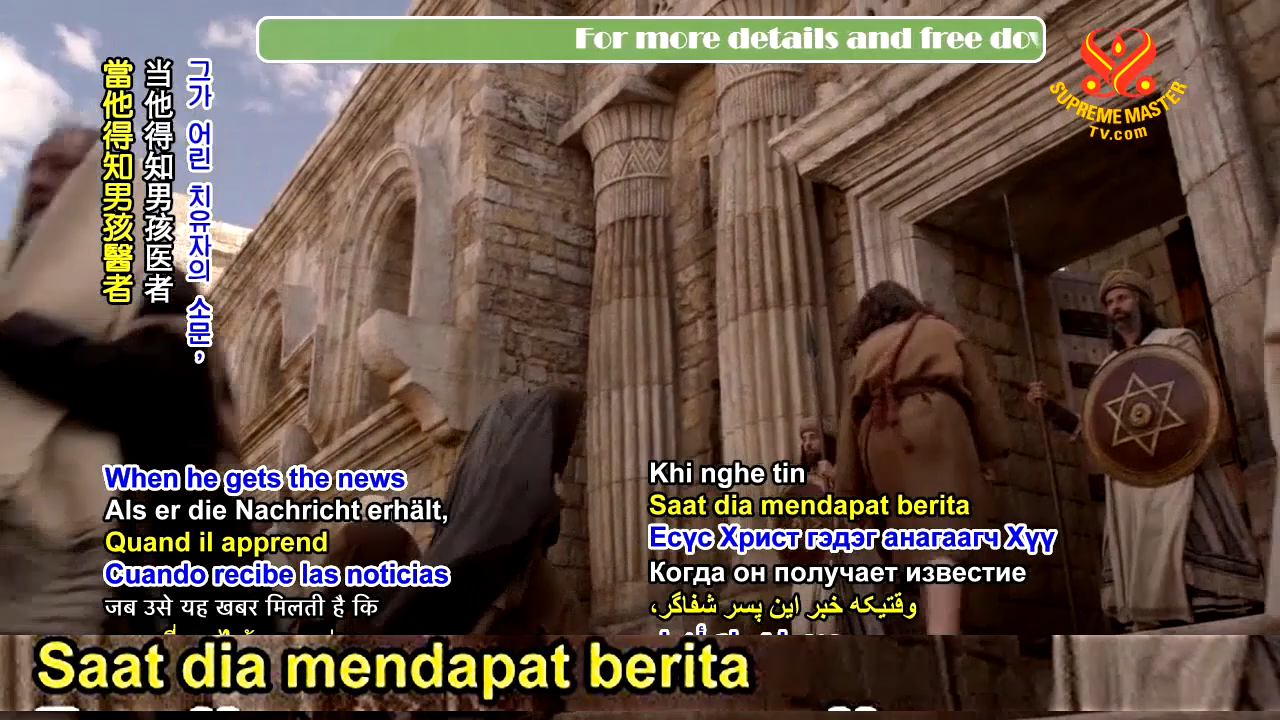 For more details and free do
SUPREME MASTER
TV.com
그가 어린 치유자의 소문,
当他得知男孩医者
當他得知男孩醫者
When he gets the news
Als er die Nachricht erhält,
Quand il apprend
Cuando recibe las noticias
जब उसे यह खबर मिलती है कि
Khi nghe tin
Saat dia mendapat berita
Есүс Христ гэдэг анагаагч Хүү
Когда он получает известие
وقتیکه خبر این پسر شفاگر،
Saat dia mendapat berita